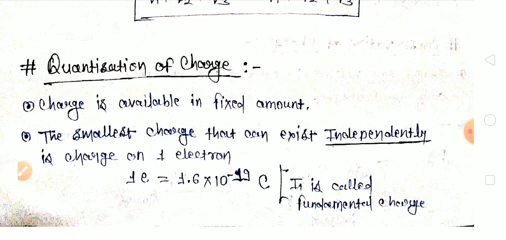 # Quantisation of Charge :-
Charge is available in fixed amount.
The smallest charge that can exist Independently
is charge on 1 electron
1e = 1.6 × 10⁻¹⁹ C [It is called
fundamental charge